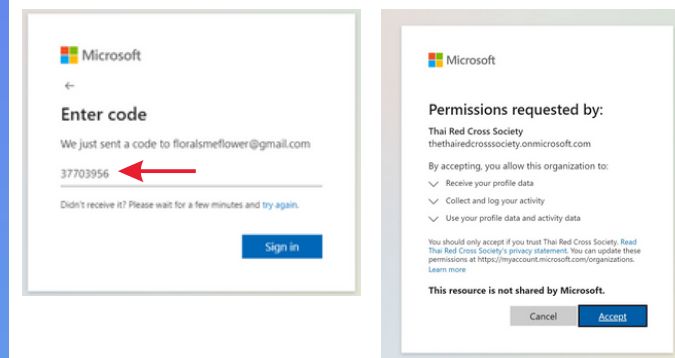 Microsoft
Enter code
We just sent a code to floralsmeflower@gmail.com
37703956
Didn't receive it? Please wait for a few minutes and try again.
Sign in
Microsoft
Permissions requested by:
Thai Red Cross Society
thethairedcrosssociety.onmicrosoft.com
By accepting, you allow this organization to:
Receive your profile data
Collect and log your activity
Use your profile data and activity data
You should only accept if you trust Thai Red Cross Society. Read
Thai Red Cross Society's privacy statement. You can update these
permissions at https://myaccount.microsoft.com/organizations.
Learn more
This resource is not shared by Microsoft.
Cancel
Accept